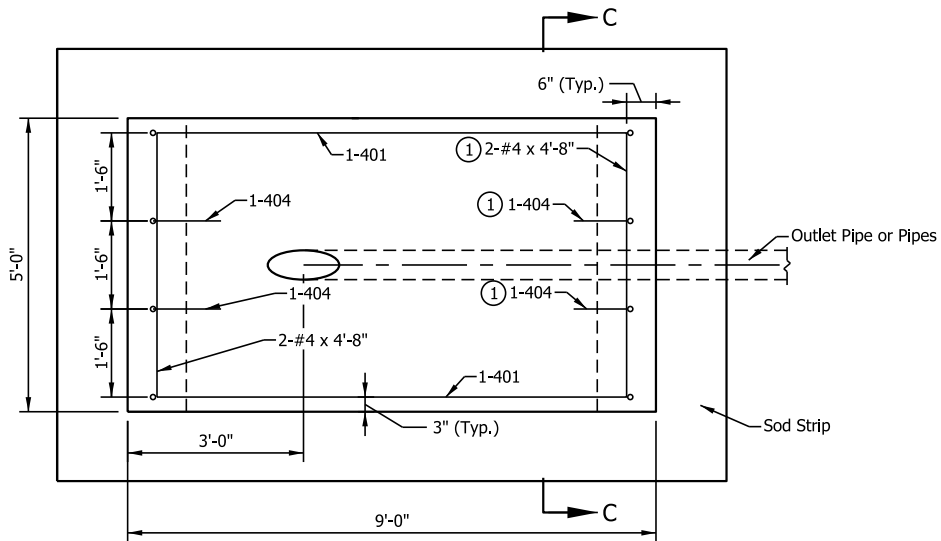 C
6" (Typ.)
1-401
1 2-#4 x 4'-8"
1'-6"
1-404
1 1-404
Outlet Pipe or Pipes
5'-0"
1'-6"
1-404
1 1-404
1'-6"
2-#4 x 4'-8"
1-401
3" (Typ.)
Sod Strip
3'-0"
C
9'-0"